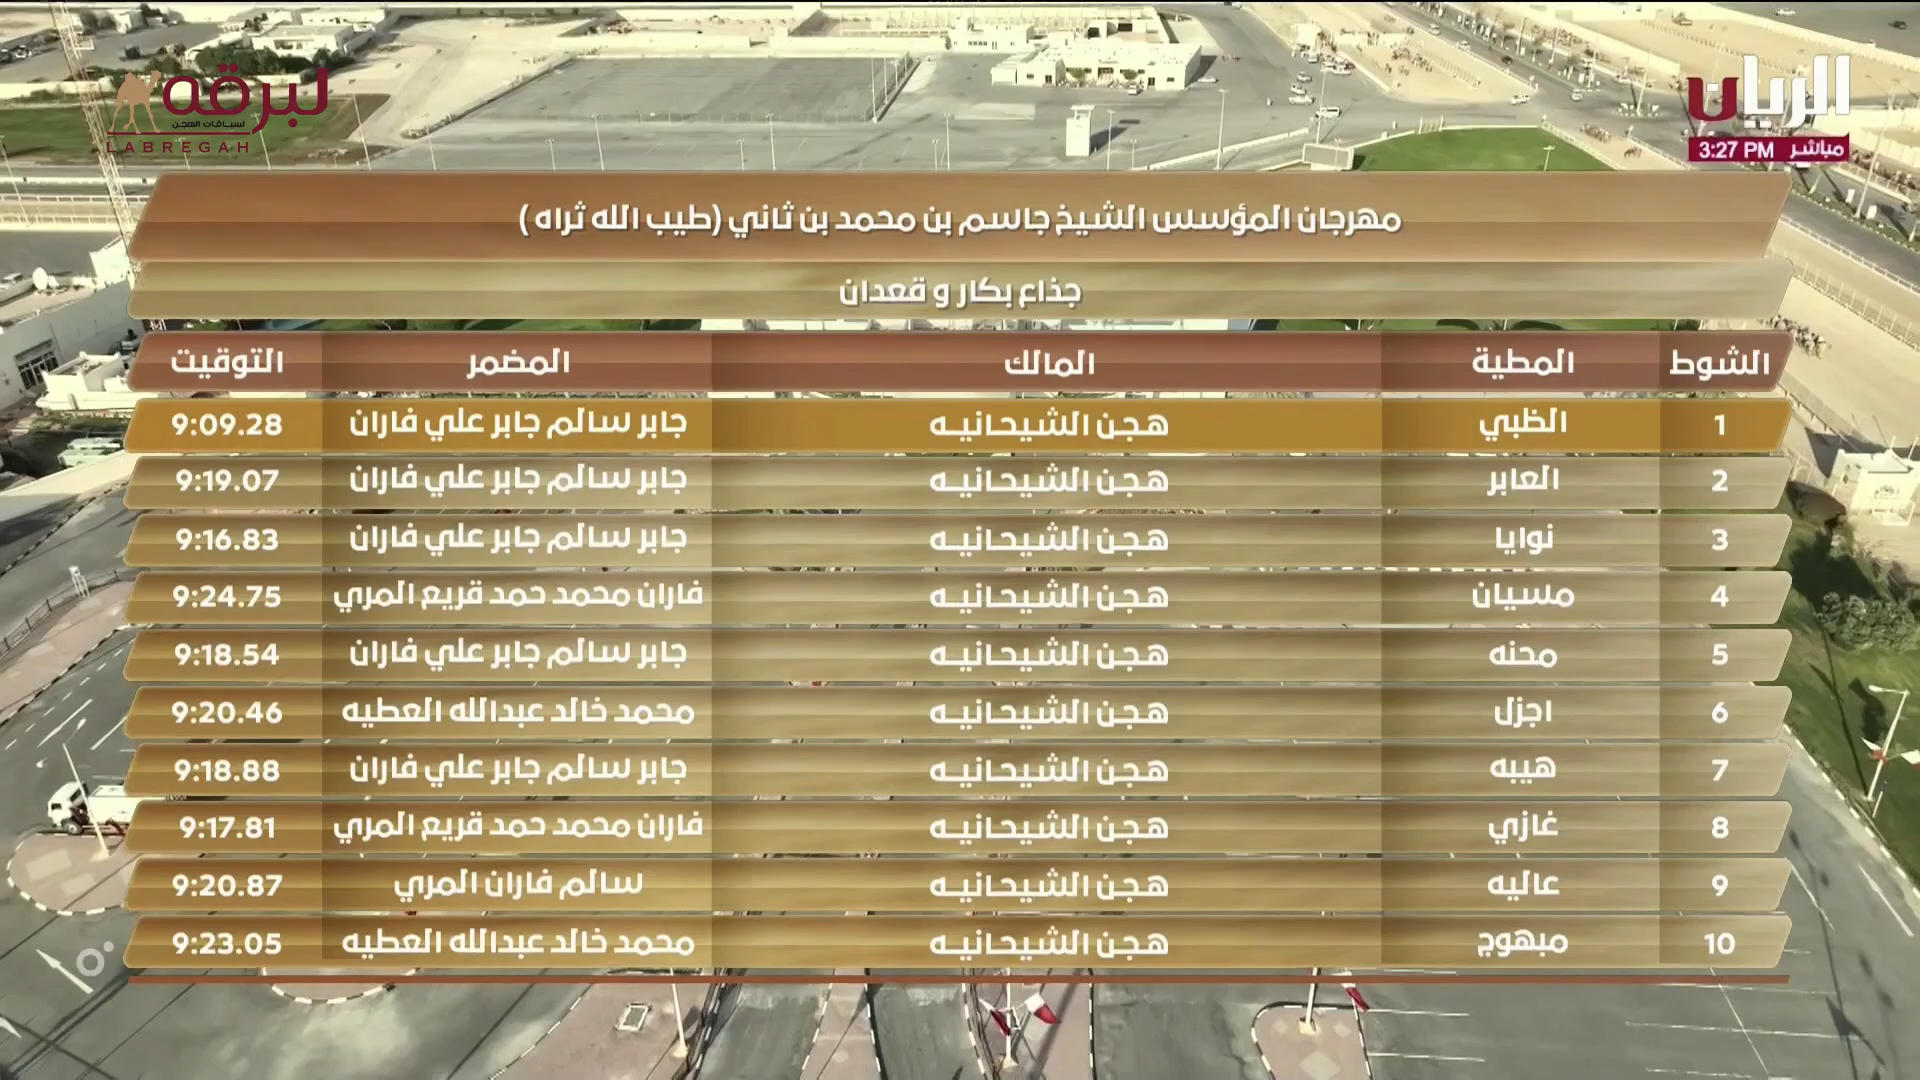 لبرقه
لسباقات الهجن
LABREGAH
الريان
مباشر 3:27 PM
مهرجان المؤسس الشيخ جاسم بن محمد بن ثاني (طيب الله ثراه )
جذاع بكار و قعدان
الشوط المطية المالك المضمر التوقيت
1 الظبي هجن الشيحانيه جابر سالم جابر علي فاران 9:09.28
2 العابر هجن الشيحانيه جابر سالم جابر علي فاران 9:19.07
3 نوايا هجن الشيحانيه جابر سالم جابر علي فاران 9:16.83
4 مسيان هجن الشيحانيه فاران محمد حمد قريع المري 9:24.75
5 محنه هجن الشيحانيه جابر سالم جابر علي فاران 9:18.54
6 اجزل هجن الشيحانيه محمد خالد عبدالله العطيه 9:20.46
7 هيبه هجن الشيحانيه جابر سالم جابر علي فاران 9:18.88
8 غازي هجن الشيحانيه فاران محمد حمد قريع المري 9:17.81
9 عاليه هجن الشيحانيه سالم فاران المري 9:20.87
10 مبهوج هجن الشيحانيه محمد خالد عبدالله العطيه 9:23.05